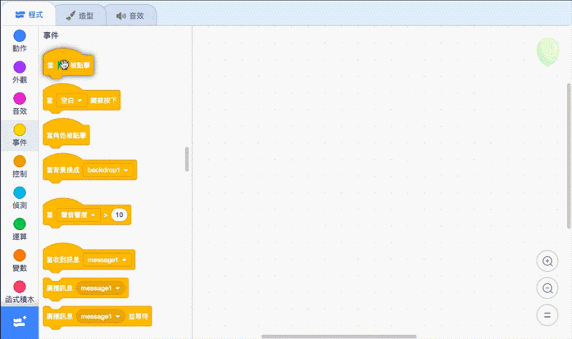 程式
造型
音效
動作
外觀
音效
事件
控制
偵測
運算
變數
函式積木
事件
當 被點擊
當 空白 鍵被按下
當角色被點擊
當背景換成 backdrop1
當 聲音響度 > 10
當收到訊息 message1
廣播訊息 message1
廣播訊息 message1 並等待